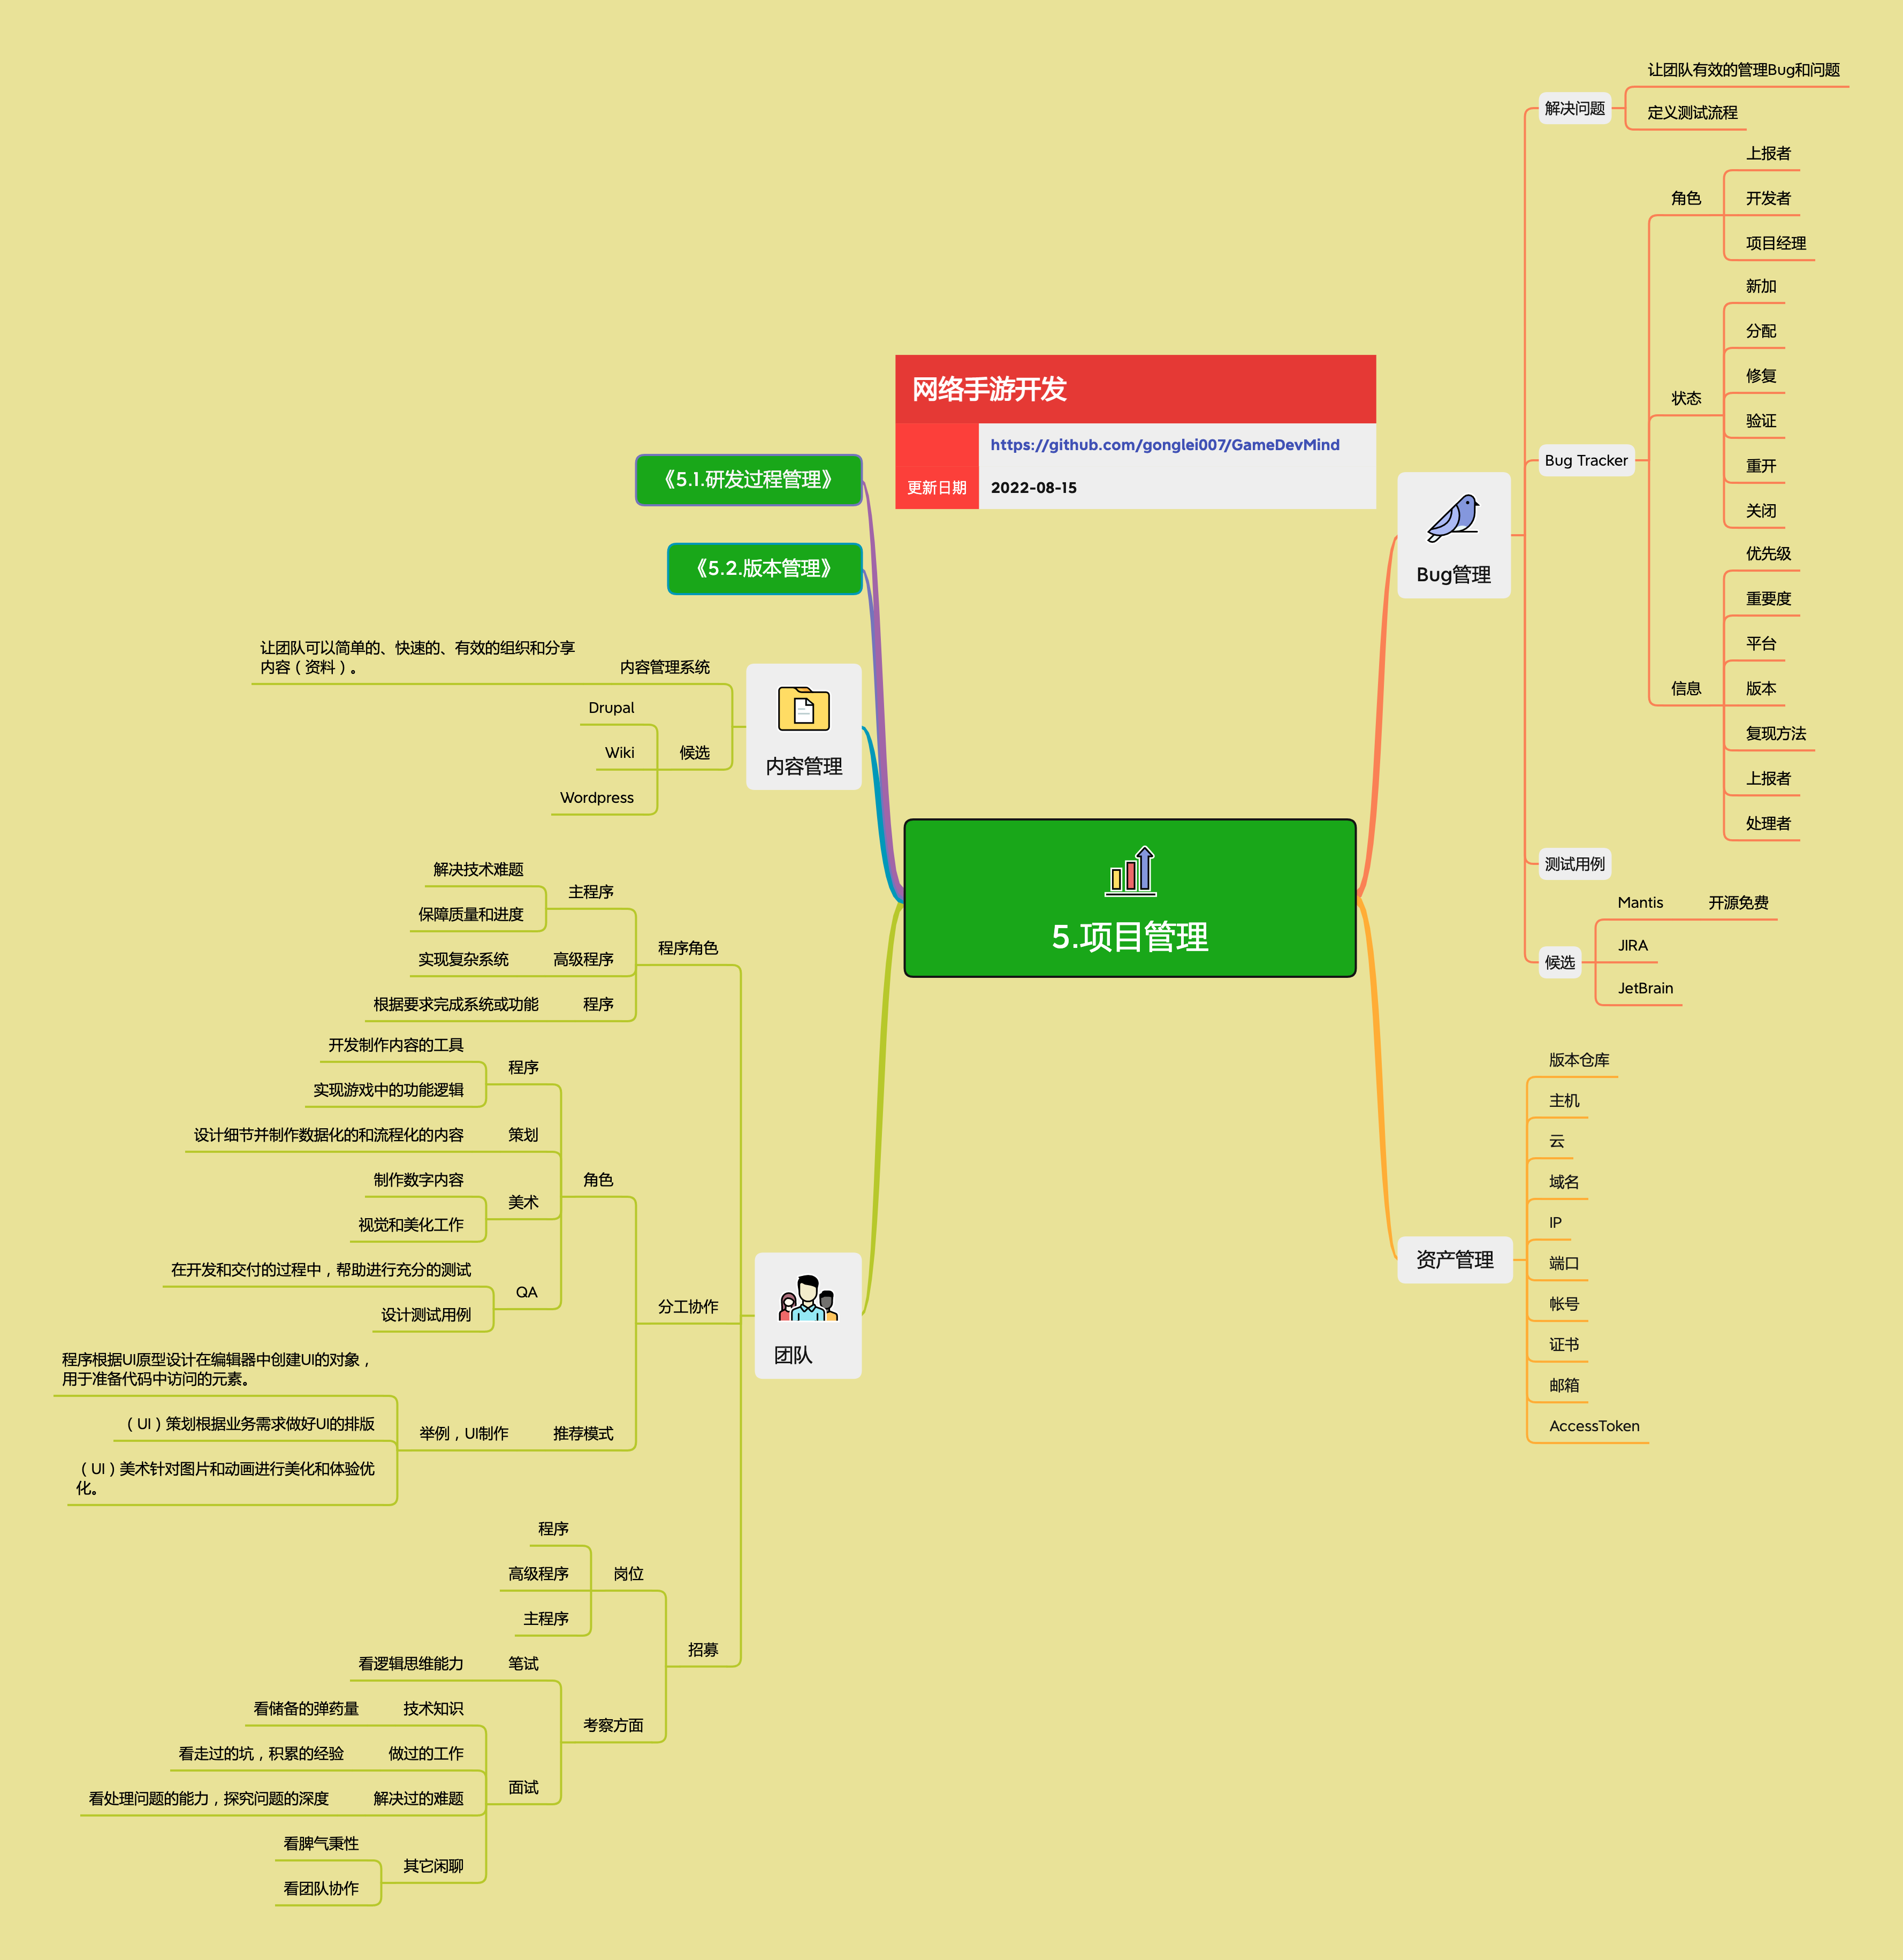 网络手游开发
https://github.com/gonglei007/GameDevMind
更新日期
2022-08-15
5.项目管理
Bug管理
解决问题
让团队有效的管理Bug和问题
定义测试流程
Bug Tracker
角色
上报者
开发者
项目经理
状态
新加
分配
修复
验证
重开
关闭
信息
优先级
重要度
平台
版本
复现方法
上报者
处理者
测试用例
候选
Mantis
开源免费
JIRA
JetBrain
资产管理
版本仓库
主机
云
域名
IP
端口
帐号
证书
邮箱
AccessToken
《5.1.研发过程管理》
《5.2.版本管理》
内容管理
内容管理系统
让团队可以简单的、快速的、有效的组织和分享
内容（资料）。
候选
Drupal
Wiki
Wordpress
团队
程序角色
主程序
解决技术难题
保障质量和进度
高级程序
实现复杂系统
程序
根据要求完成系统或功能
分工协作
角色
程序
开发制作内容的工具
实现游戏中的功能逻辑
策划
设计细节并制作数据化的和流程化的内容
美术
制作数字内容
视觉和美化工作
QA
在开发和交付的过程中，帮助进行充分的测试
设计测试用例
推荐模式
举例，UI制作
程序根据UI原型设计在编辑器中创建UI的对象，
用于准备代码中访问的元素。
（UI）策划根据业务需求做好UI的排版
（UI）美术针对图片和动画进行美化和体验优
化。
招募
岗位
程序
高级程序
主程序
考察方面
笔试
看逻辑思维能力
面试
技术知识
看储备的弹药量
做过的工作
看走过的坑，积累的经验
解决过的难题
看处理问题的能力，探究问题的深度
其它闲聊
看脾气秉性
看团队协作